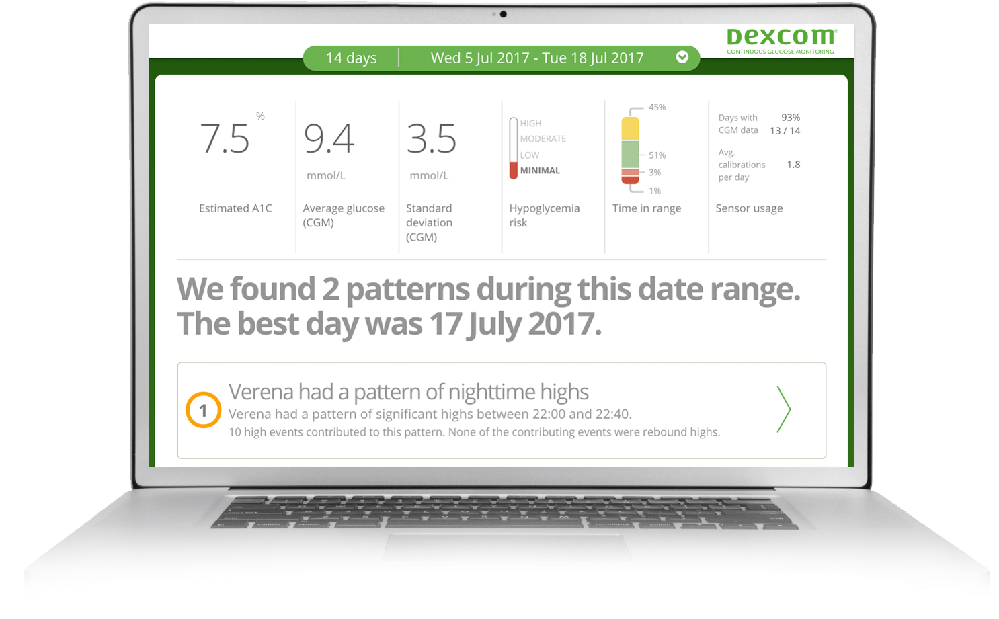 Dexcom®
CONTINUOUS GLUCOSE MONITORING
14 days
Wed 5 Jul 2017 - Tue 18 Jul 2017
7.5 %
Estimated A1C
9.4
mmol/L
Average glucose
(CGM)
3.5
mmol/L
Standard
deviation
(CGM)
HIGH
MODERATE
LOW
MINIMAL
Hypoglycemia
risk
45%
51%
3%
1%
Time in range
Days with 93%
CGM data 13 / 14
Avg.
calibrations 1.8
per day
Sensor usage
We found 2 patterns during this date range.
The best day was 17 July 2017.
1
Verena had a pattern of nighttime highs
Verena had a pattern of significant highs between 22:00 and 22:40.
10 high events contributed to this pattern. None of the contributing events were rebound highs.